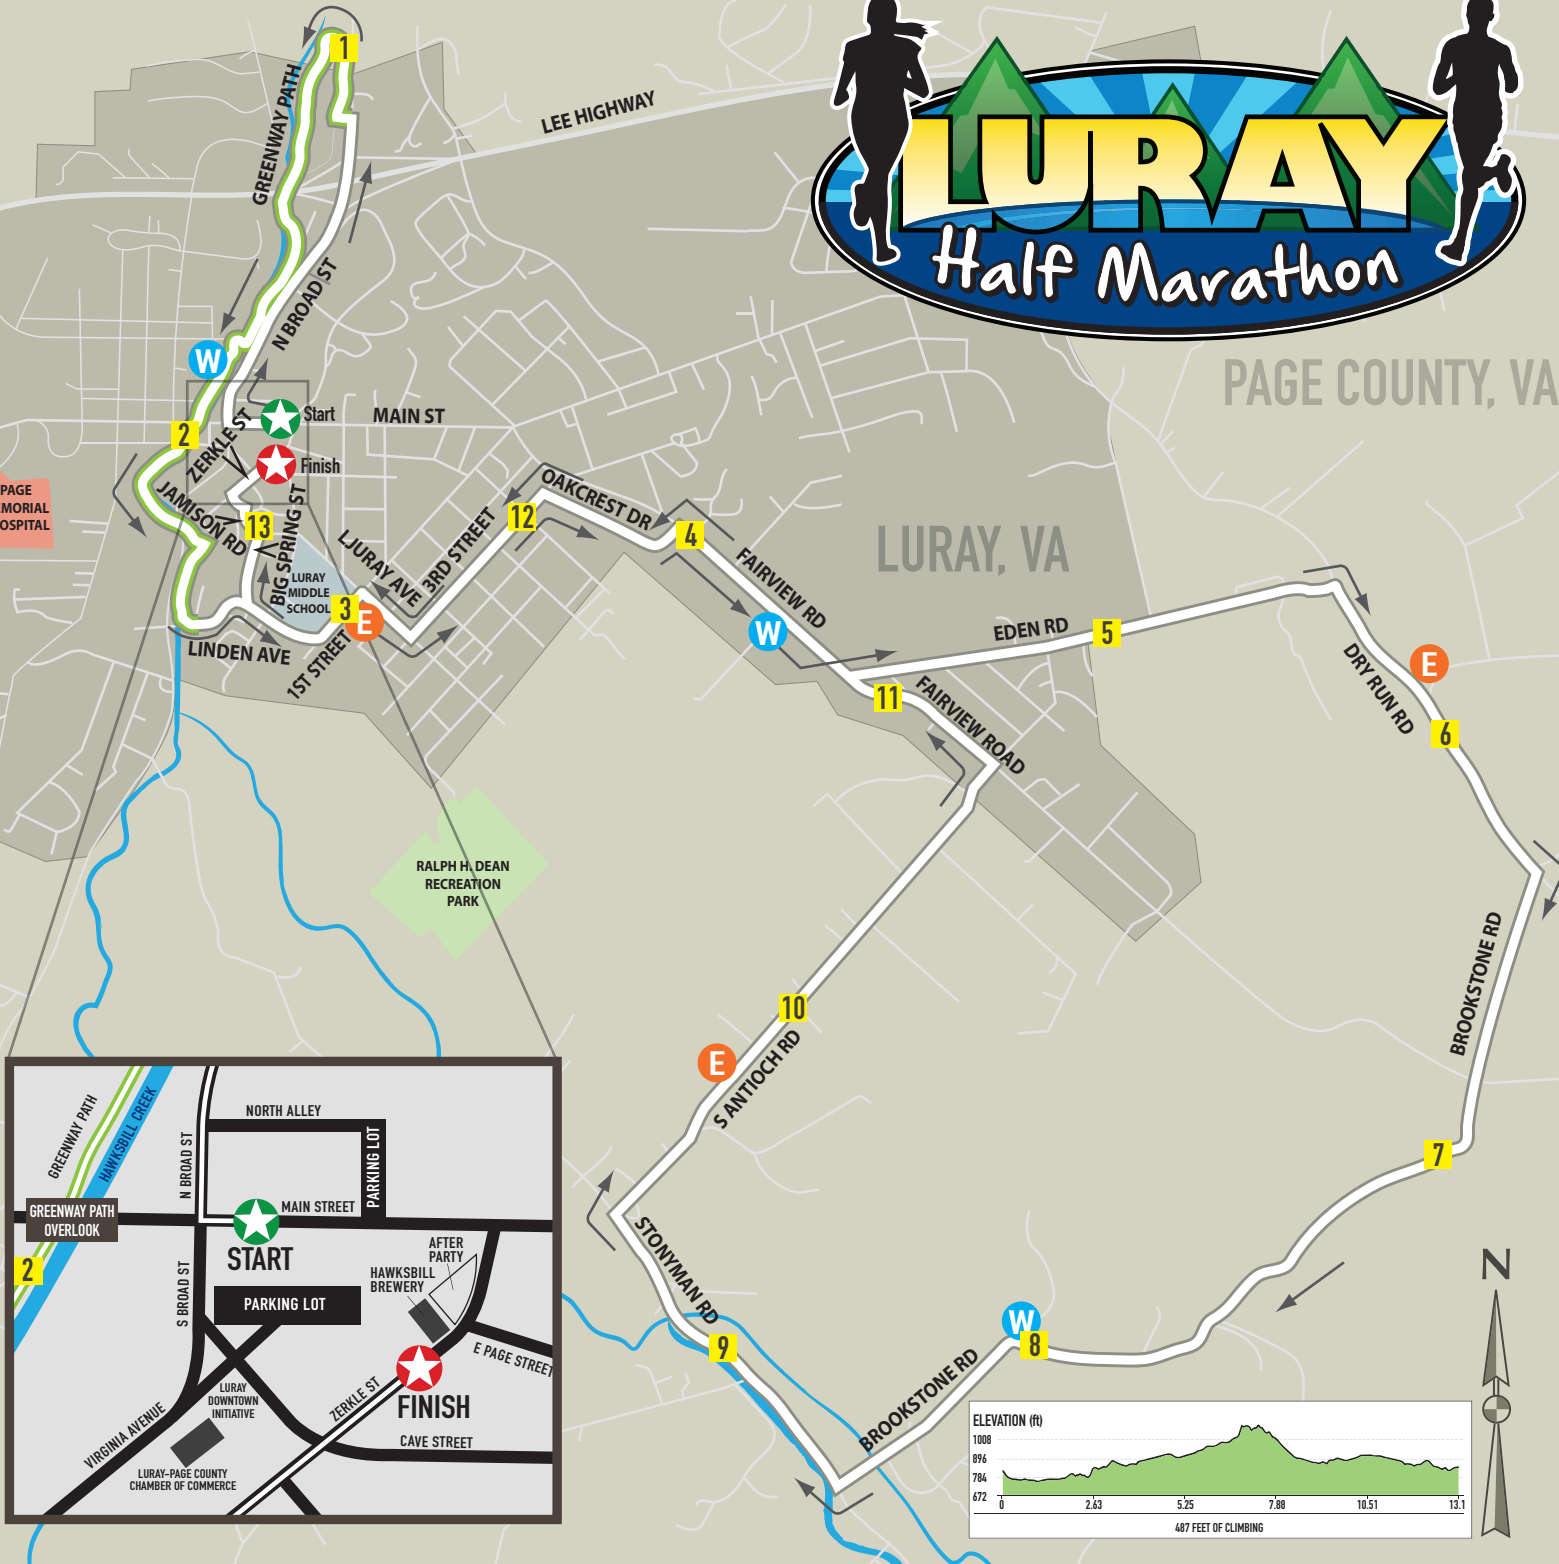 LURAY
Half Marathon
1
GREENWAY PATH
LEE HIGHWAY
N BROAD ST
W
PAGE COUNTY, VA
Start
MAIN ST
2
ZERKLE ST
Finish
PAGE
MORIAL
OSPITAL
JAMISON RD
13
BIG SPRING ST
12
OAKCREST DR
4
LURAY, VA
LJURAY AVE
3RD STREET
LURAY
MIDDLE
SCHOOL
3
E
FAIRVIEW RD
W
EDEN RD
5
LINDEN AVE
1ST STREET
11
FAIRVIEW ROAD
DRY RUN RD
E
6
RALPH H. DEAN
RECREATION
PARK
BROOKSTONE RD
10
E
S ANTIOCH RD
7
STONYMAN RD
9
W
8
BROOKSTONE RD
N
GREENWAY PATH
HAWKSBILL CREEK
N BROAD ST
NORTH ALLEY
PARKING LOT
GREENWAY PATH
OVERLOOK
MAIN STREET
START
2
S BROAD ST
AFTER
PARTY
HAWKSBILL
BREWERY
PARKING LOT
E PAGE STREET
FINISH
LURAY
DOWNTOWN
INITIATIVE
ZERKLE ST
VIRGINIA AVENUE
CAVE STREET
LURAY-PAGE COUNTY
CHAMBER OF COMMERCE
ELEVATION (ft)
1008
896
784
672
0 2.63 5.25 7.88 10.51 13.1
487 FEET OF CLIMBING